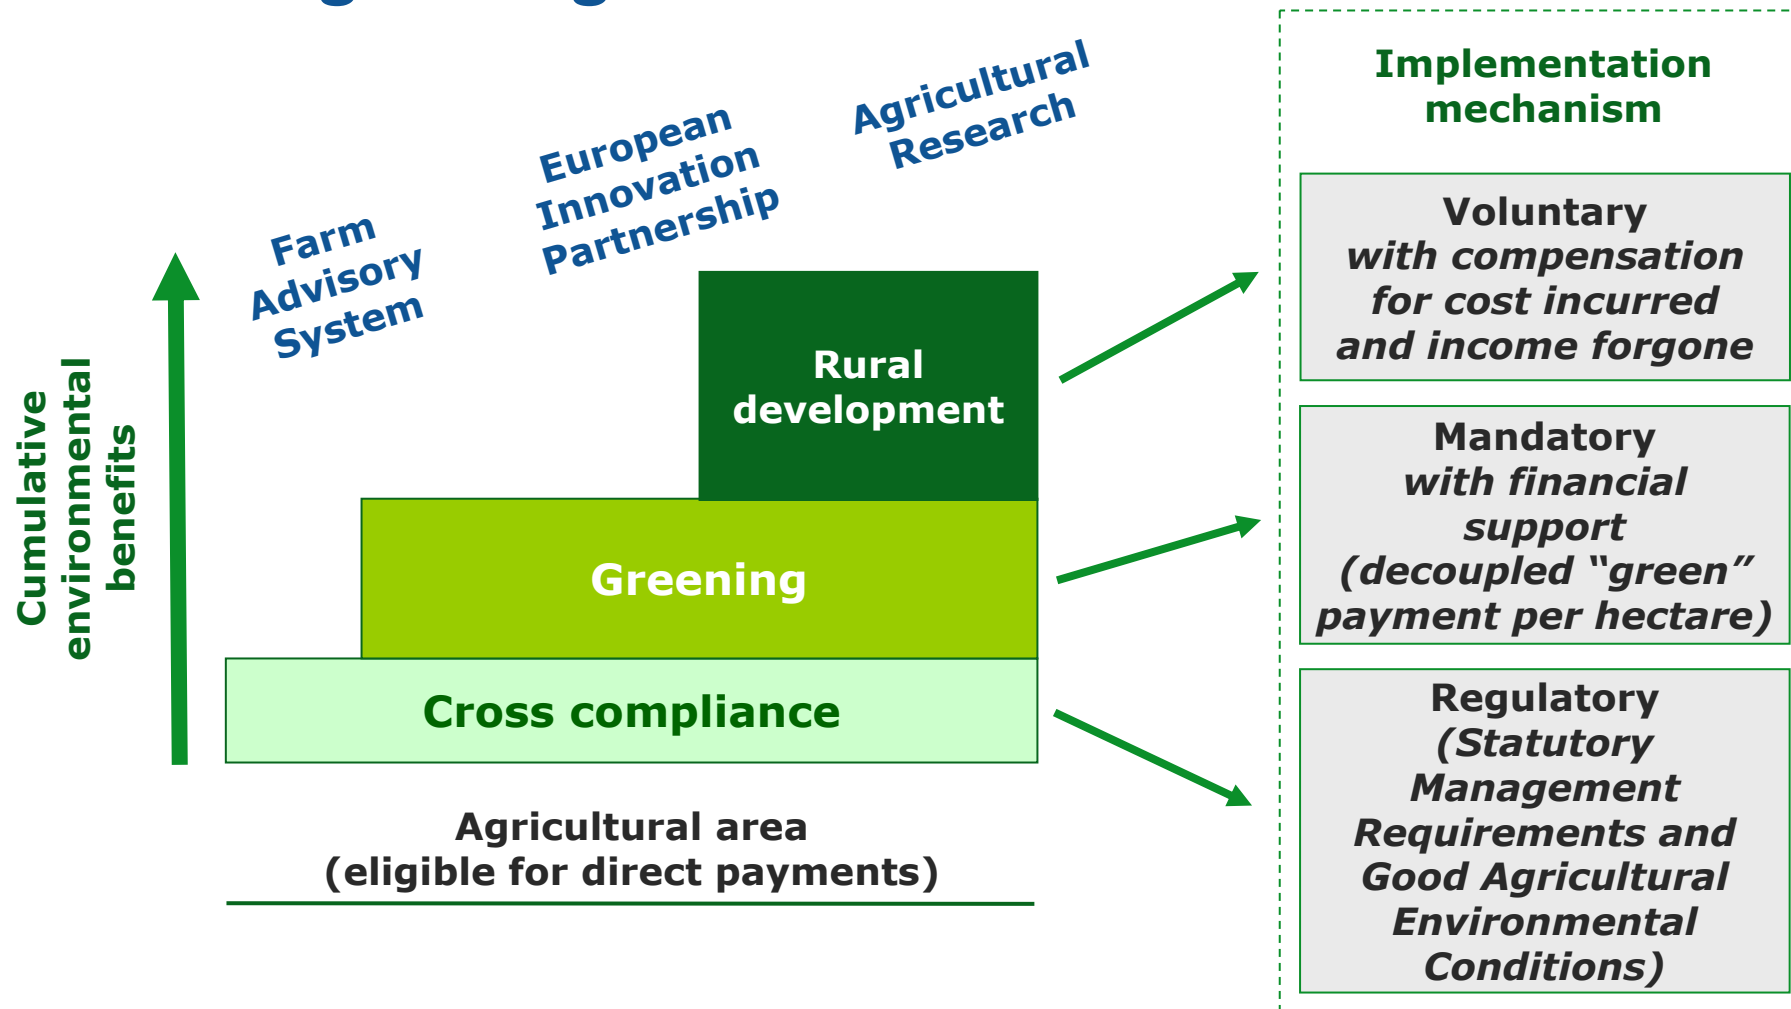 Implementation
mechanism
Agricultural
Research
European
Innovation
Partnership
Farm
Advisory
System
Cumulative
environmental
benefits
Rural
development
Greening
Cross compliance
Agricultural area
(eligible for direct payments)
Voluntary
with compensation
for cost incurred
and income forgone
Mandatory
with financial
support
(decoupled “green”
payment per hectare)
Regulatory
(Statutory
Management
Requirements and
Good Agricultural
Environmental
Conditions)